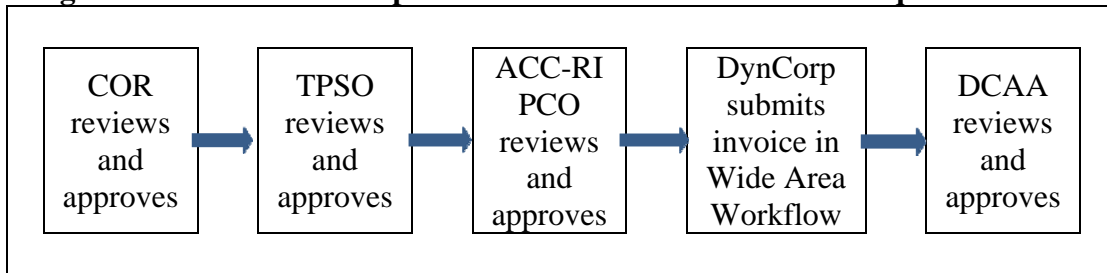 COR
reviews
and
approves
TPSO
reviews
and
approves
ACC-RI
PCO
reviews
and
approves
DynCorp
submits
invoice in
Wide Area
Workflow
DCAA
reviews
and
approves